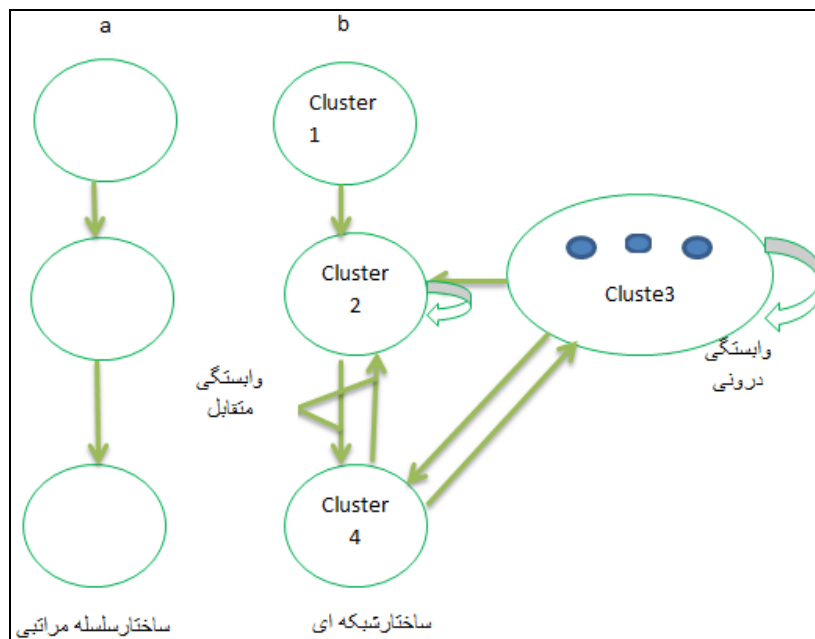 a
b
Cluster
1
Cluster
2
Cluste3
وابستگی
درونی
وابستگی
متقابل
Cluster
4
ساختارسلسله مراتبی
ساختارشبکه ای